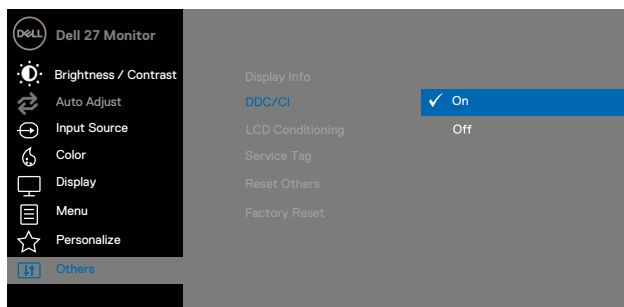 DELL
Dell 27 Monitor
Brightness / Contrast
Auto Adjust
Input Source
Color
Display
Menu
Personalize
Others
Display Info
DDC/CI
LCD Conditioning
Service Tag
Reset Others
Factory Reset
On
Off